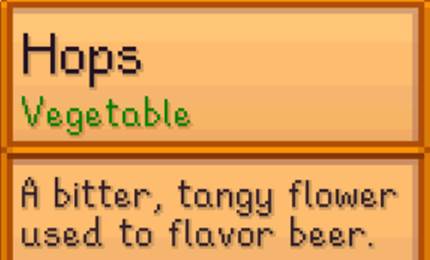 Hops
Vegetable
A bitter, tangy flower
used to flavor beer.